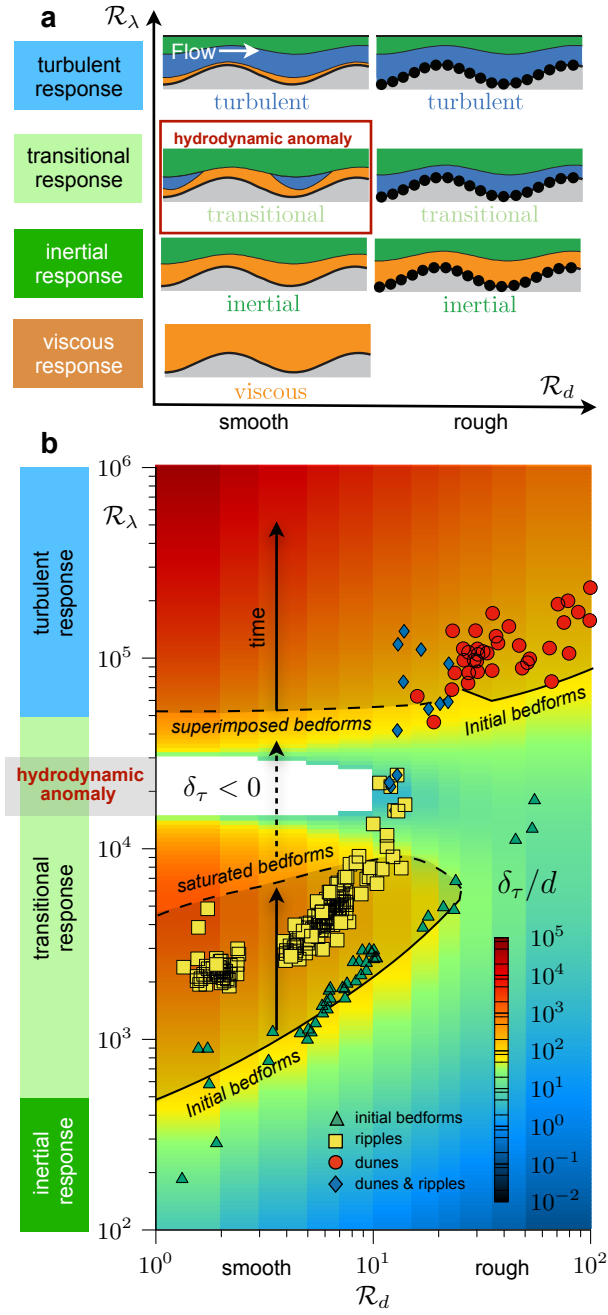 a
𝓡_λ
turbulent
response
Flow
turbulent
turbulent
hydrodynamic anomaly
transitional
response
transitional
transitional
inertial
response
inertial
inertial
viscous
response
viscous
𝓡_d
smooth
rough
b
10^6
𝓡_λ
turbulent
response
time
10^5
superimposed bedforms
Initial bedforms
hydrodynamic
anomaly
δ_τ < 0
10^4
saturated bedforms
transitional
response
δ_τ/d
10^5
10^4
10^3
10^2
10^1
10^0
10^-1
10^-2
10^3
Initial bedforms
initial bedforms
ripples
dunes
dunes & ripples
inertial
response
10^2
10^0
10^1
10^2
smooth
rough
𝓡_d